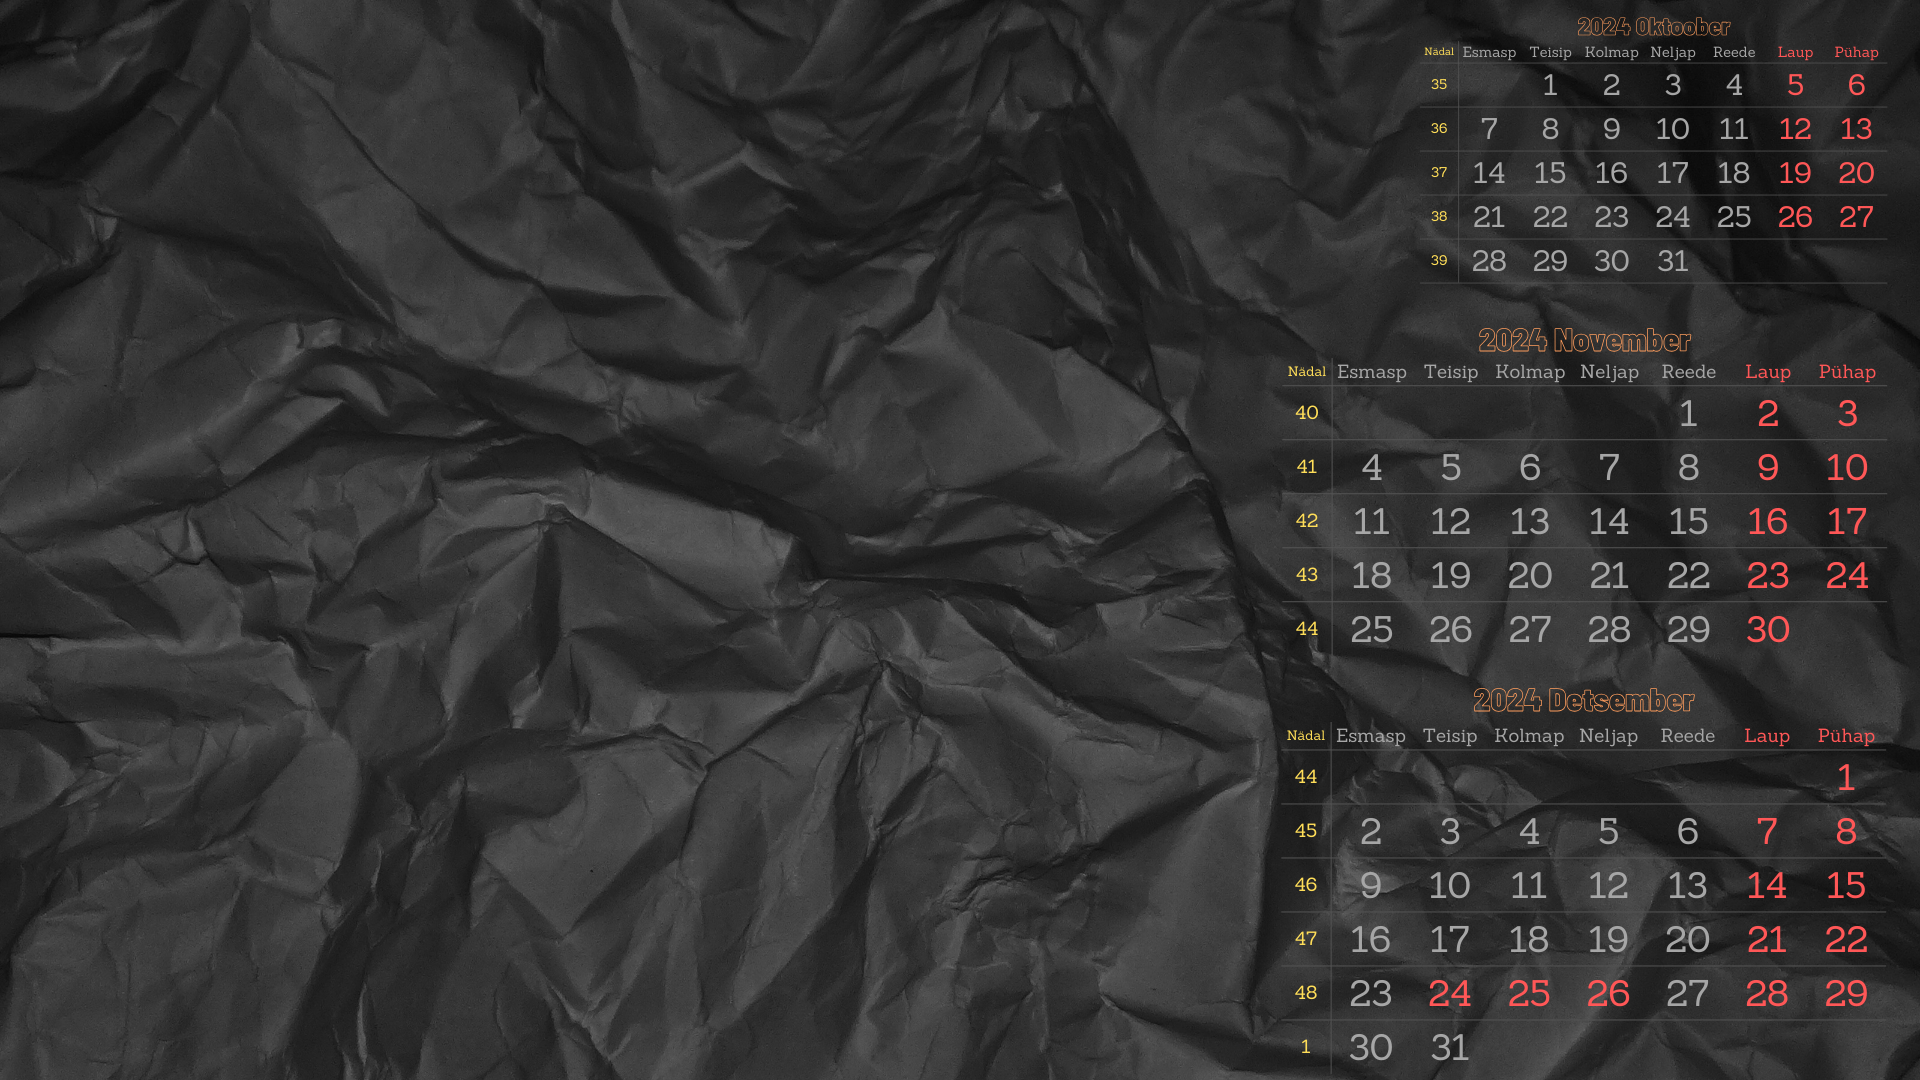 2024 Oktoober
Nädal Esmasp Teisip Kolmap Neljap Reede Laup Pühap
35 1 2 3 4 5 6
36 7 8 9 10 11 12 13
37 14 15 16 17 18 19 20
38 21 22 23 24 25 26 27
39 28 29 30 31
2024 November
Nädal Esmasp Teisip Kolmap Neljap Reede Laup Pühap
40 1 2 3
41 4 5 6 7 8 9 10
42 11 12 13 14 15 16 17
43 18 19 20 21 22 23 24
44 25 26 27 28 29 30
2024 Detsember
Nädal Esmasp Teisip Kolmap Neljap Reede Laup Pühap
44 1
45 2 3 4 5 6 7 8
46 9 10 11 12 13 14 15
47 16 17 18 19 20 21 22
48 23 24 25 26 27 28 29
1 30 31